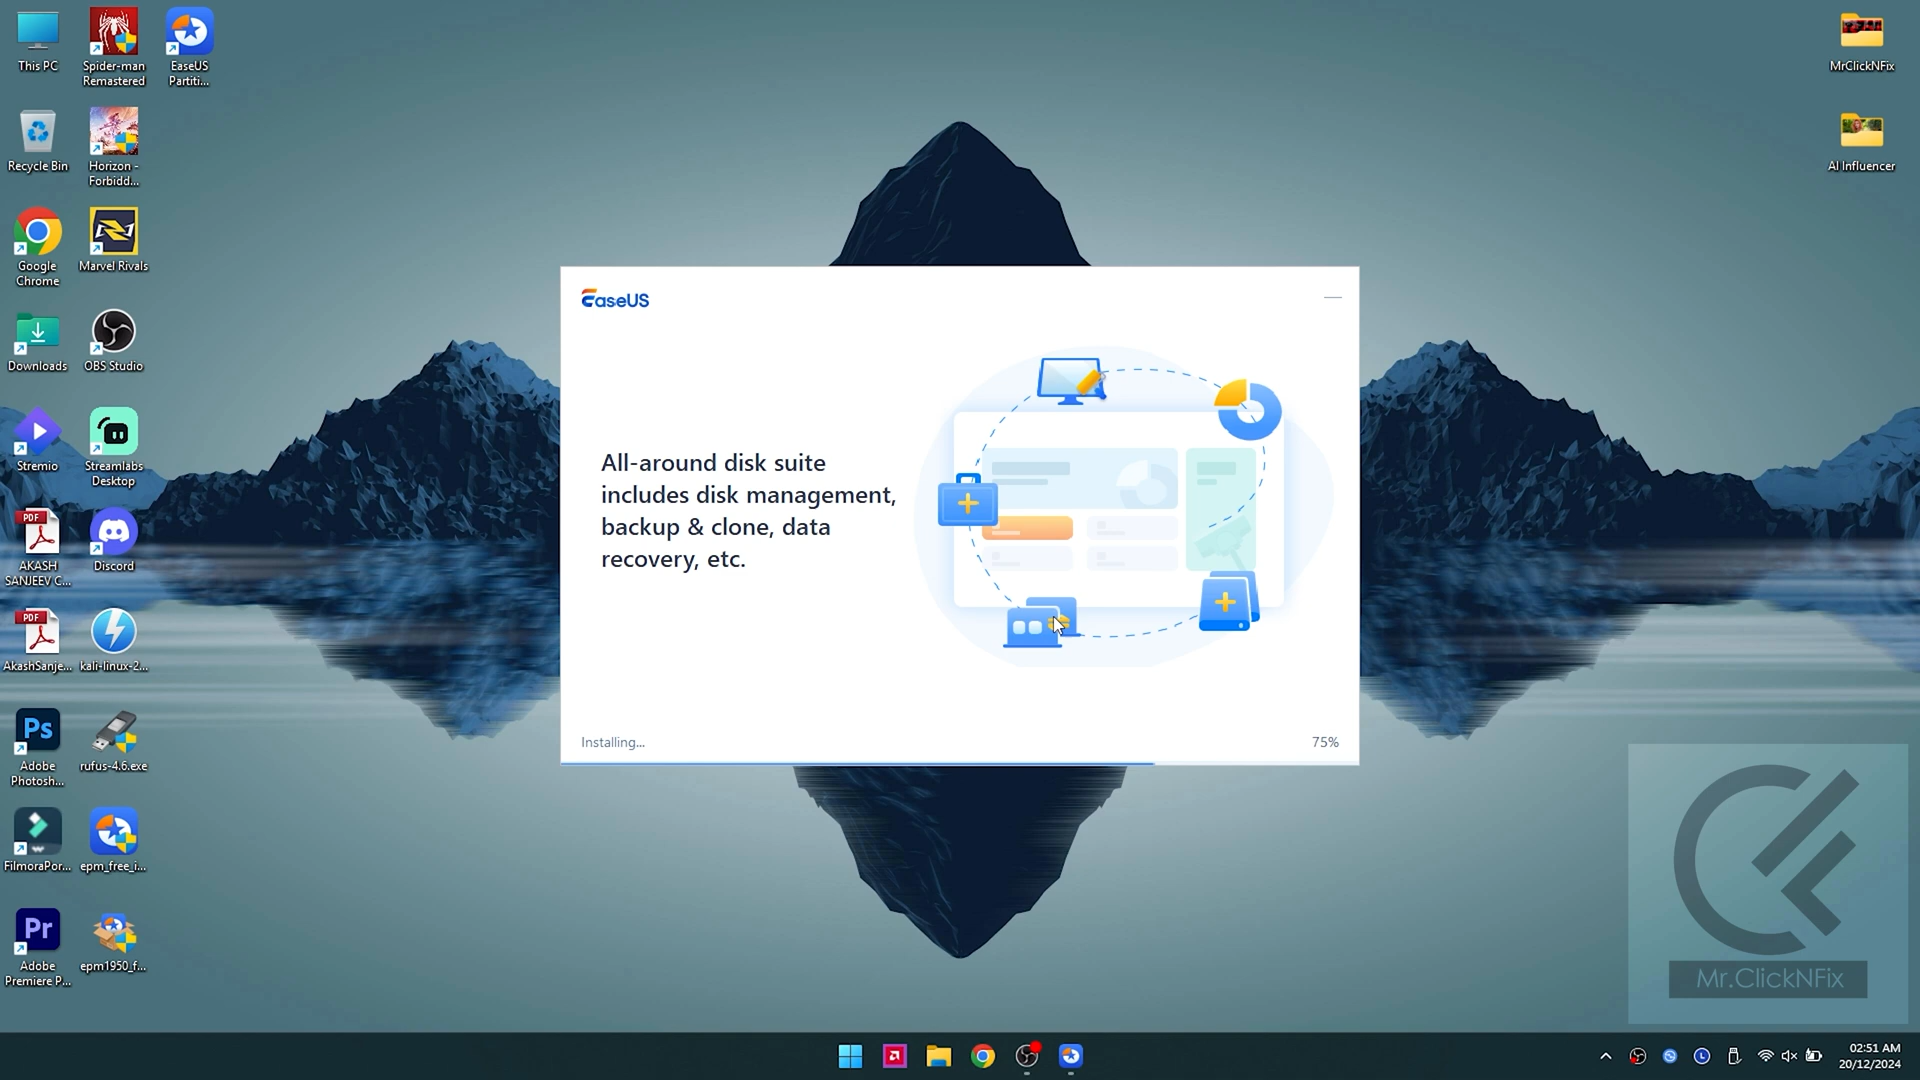 This PC
Spider-man
Remastered
EaseUS
Partiti...
Recycle Bin
Horizon -
Forbidd...
Google
Chrome
Marvel Rivals
Downloads
OBS Studio
Stremio
Streamlabs
Desktop
PDF
AKASH
SANJEEV C...
Discord
PDF
AkashSanje...
kali-linux-2...
Ps
Adobe
Photosh...
rufus-4.6.exe
FilmoraPor...
epm_free_i...
Pr
Adobe
Premiere P...
epm1950_f...
MrClickNFix
AI Influencer
EaseUS
All-around disk suite
includes disk management,
backup & clone, data
recovery, etc.
Installing...
75%
Mr.ClickNFix
02:51 AM
20/12/2024